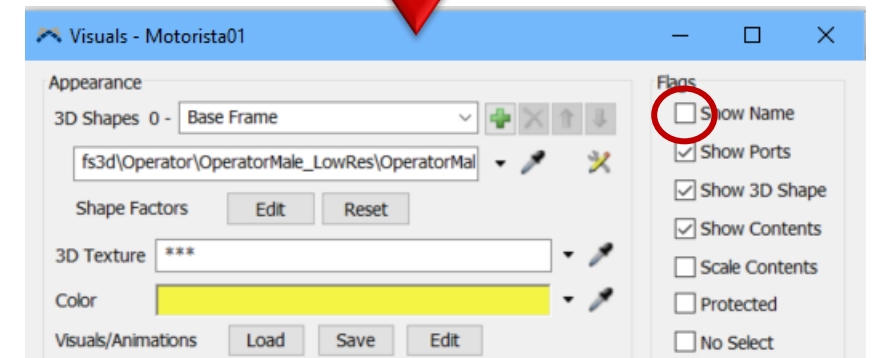 Visuals - Motorista01
Appearance
3D Shapes 0 - Base Frame
fs3d\Operator\OperatorMale_LowRes\OperatorMal
Shape Factors Edit Reset
3D Texture ***
Color
Visuals/Animations Load Save Edit
Flags
Show Name
Show Ports
Show 3D Shape
Show Contents
Scale Contents
Protected
No Select